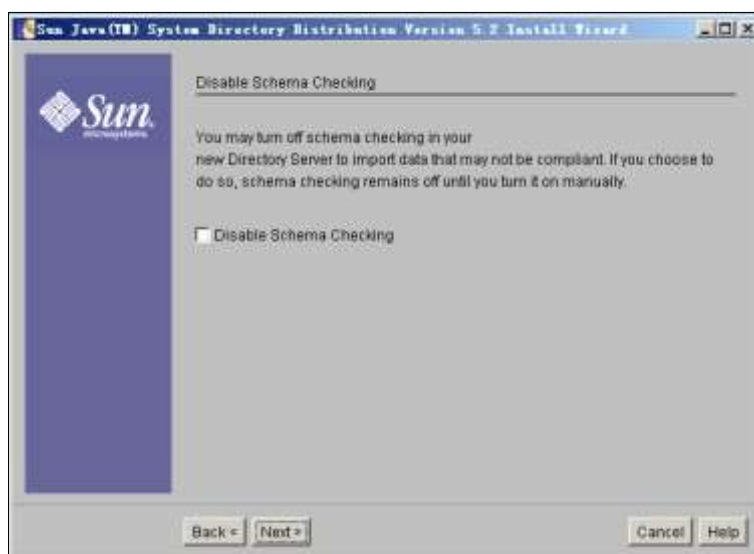 Sun Java(TM) System Directory Distribution Version 5.2 Install Wizard
Sun
microsystems
Disable Schema Checking
You may turn off schema checking in your
new Directory Server to import data that may not be compliant. If you choose to
do so, schema checking remains off until you turn it on manually.
Disable Schema Checking
Back <
Next >
Cancel
Help